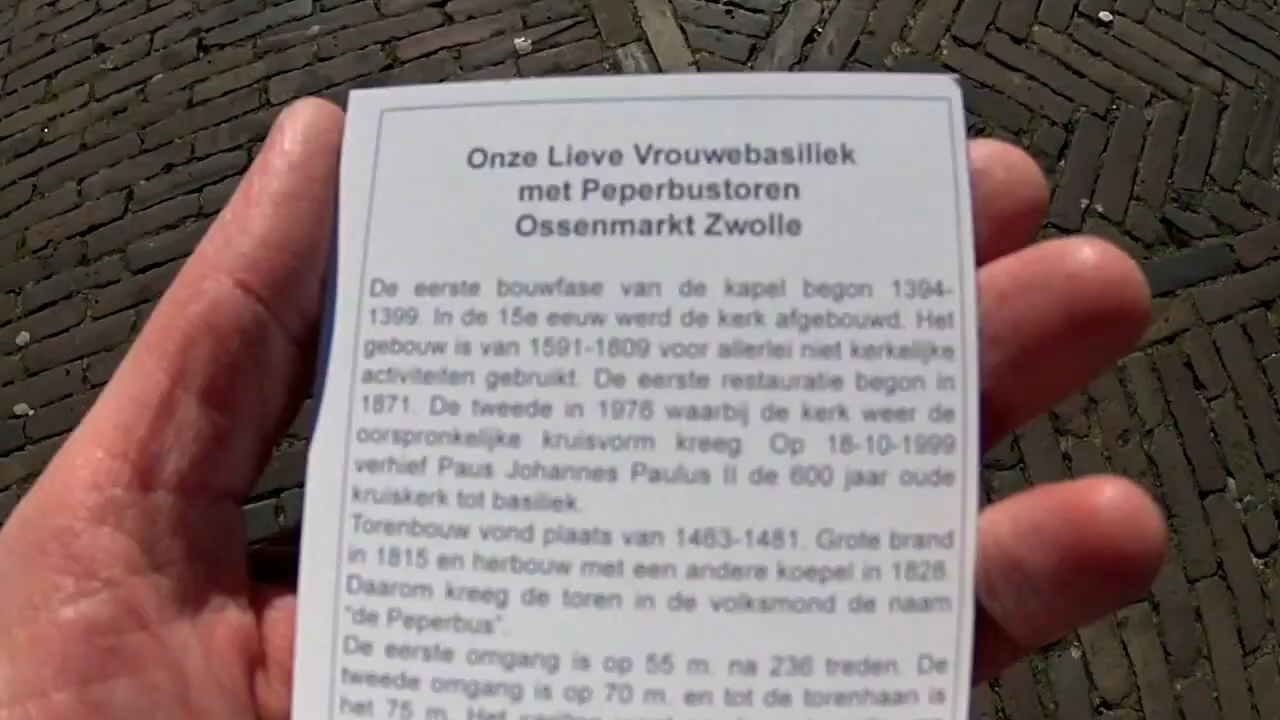 Onze Lieve Vrouwebasiliek
met Peperbustoren
Ossenmarkt Zwolle
De eerste bouwfase van de kapel begon 1394-
1399. In de 15e eeuw werd de kerk afgebouwd. Het
gebouw is van 1591-1809 voor allerlei niet kerkelijke
activiteiten gebruikt. De eerste restauratie begon in
1871. De tweede in 1976 waarbij de kerk weer de
oorspronkelijke kruisvorm kreeg. Op 18-10-1999
verhief Paus Johannes Paulus II de 600 jaar oude
kruiskerk tot basiliek.
Torenbouw vond plaats van 1463-1481. Grote brand
in 1815 en herbouw met een andere koepel in 1828.
Daarom kreeg de toren in de volksmond de naam
"de Peperbus".
De eerste omgang is op 55 m. na 236 treden. De
tweede omgang is op 70 m. en tot de torenhaan is
het 75 m. Het